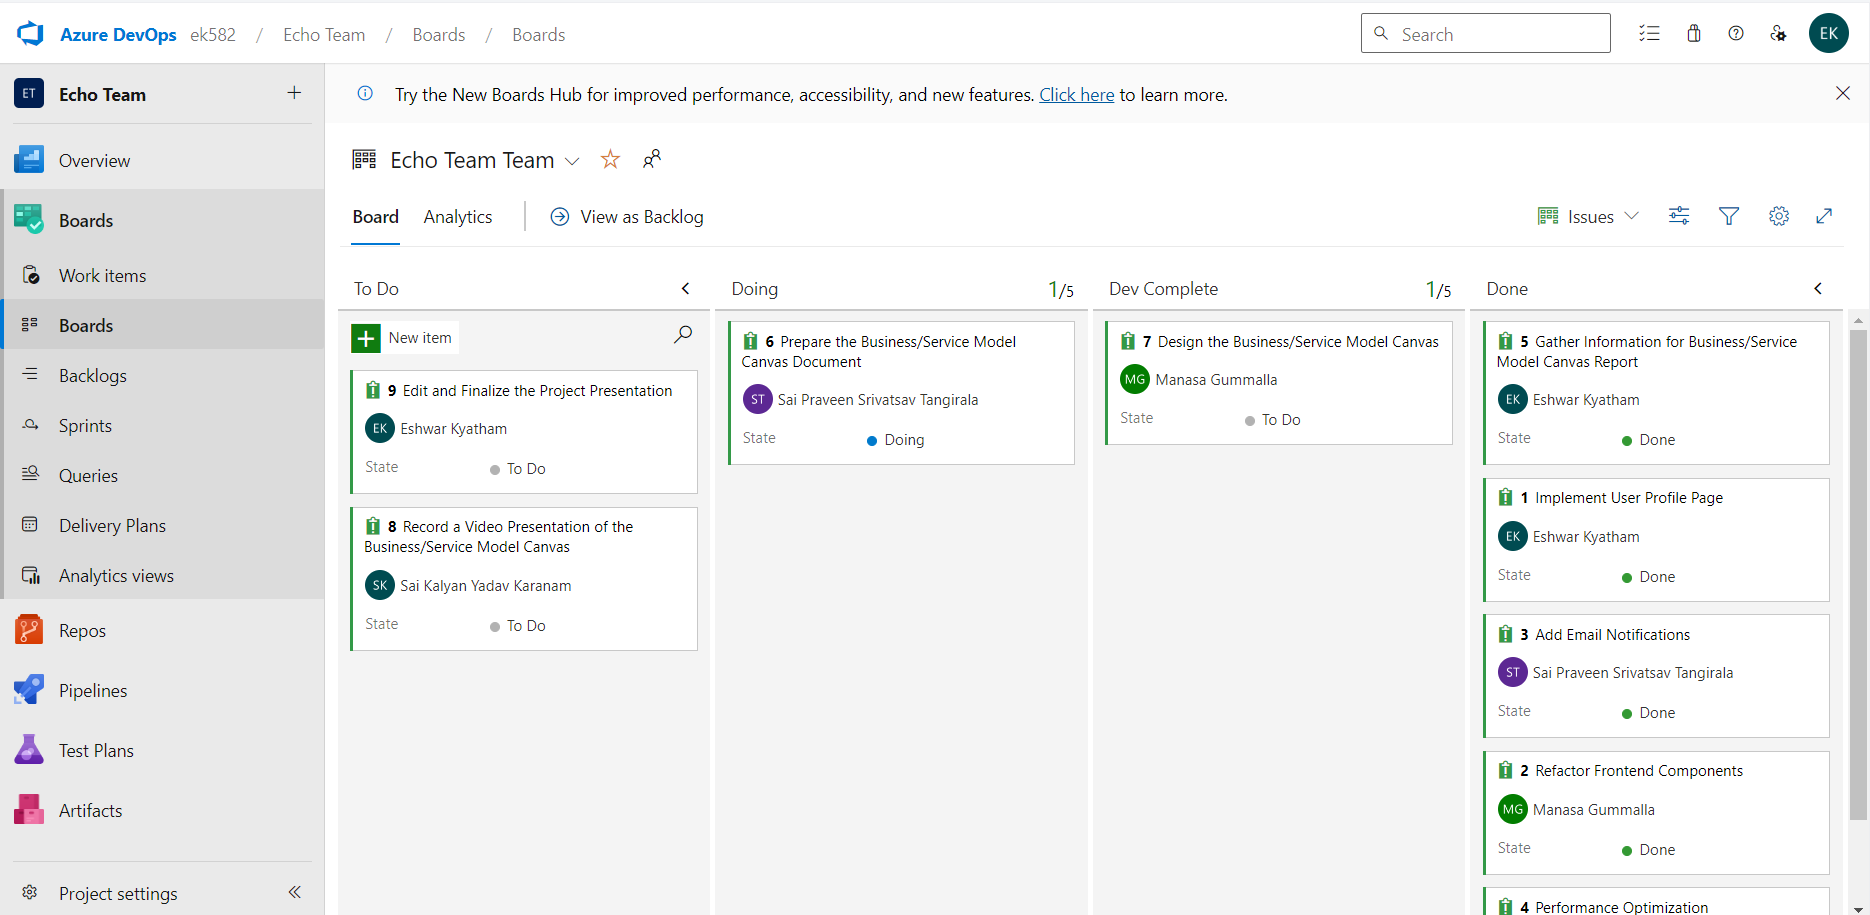 Azure DevOps ek582 / Echo Team / Boards / Boards
Search
EK
ET Echo Team
Overview
Boards
Work items
Boards
Backlogs
Sprints
Queries
Delivery Plans
Analytics views
Repos
Pipelines
Test Plans
Artifacts
Project settings
Try the New Boards Hub for improved performance, accessibility, and new features. Click here to learn more.
Echo Team Team
Board Analytics View as Backlog
Issues
To Do
New item
9 Edit and Finalize the Project Presentation
EK Eshwar Kyatham
State To Do
8 Record a Video Presentation of the
Business/Service Model Canvas
SK Sai Kalyan Yadav Karanam
State To Do
Doing 1/5
6 Prepare the Business/Service Model
Canvas Document
ST Sai Praveen Srivatsav Tangirala
State Doing
Dev Complete 1/5
7 Design the Business/Service Model Canvas
MG Manasa Gummalla
State To Do
Done
5 Gather Information for Business/Service
Model Canvas Report
EK Eshwar Kyatham
State Done
1 Implement User Profile Page
EK Eshwar Kyatham
State Done
3 Add Email Notifications
ST Sai Praveen Srivatsav Tangirala
State Done
2 Refactor Frontend Components
MG Manasa Gummalla
State Done
4 Performance Optimization